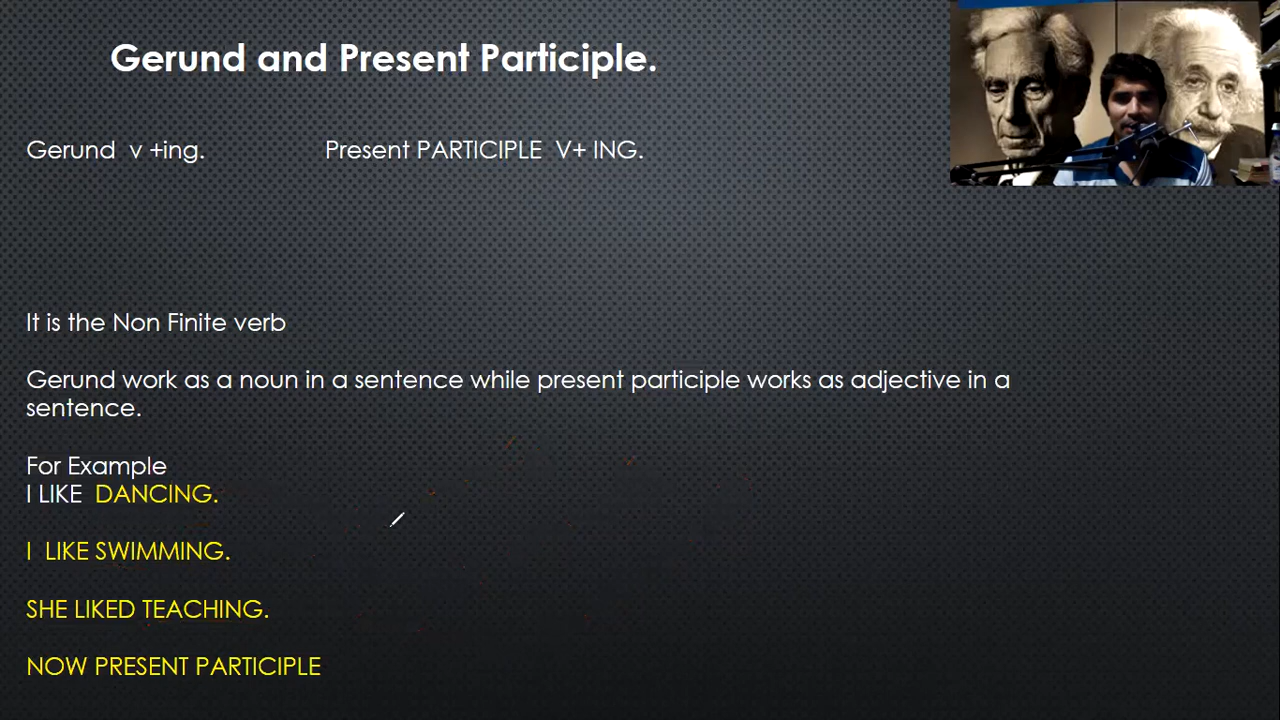 Gerund and Present Participle.
Gerund v +ing. Present PARTICIPLE V+ ING.
It is the Non Finite verb
Gerund work as a noun in a sentence while present participle works as adjective in a
sentence.
For Example
I LIKE DANCING.
I LIKE SWIMMING.
SHE LIKED TEACHING.
NOW PRESENT PARTICIPLE